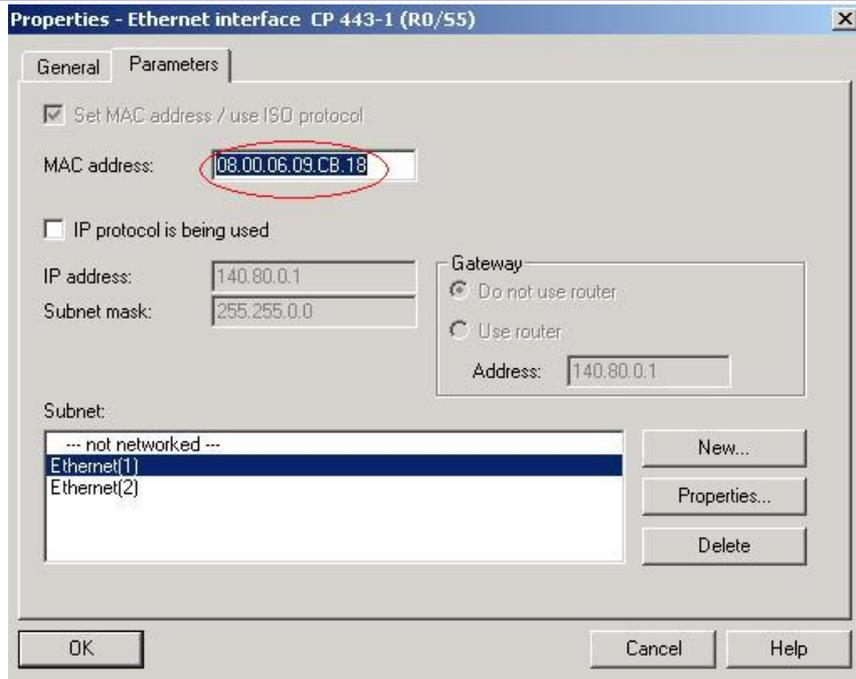 Properties - Ethernet interface CP 443-1 (R0/S5)
General Parameters
Set MAC address / use ISO protocol
MAC address: 08.00.06.09.CB.18
IP protocol is being used
IP address: 140.80.0.1
Subnet mask: 255.255.0.0
Gateway
Do not use router
Use router
Address: 140.80.0.1
Subnet:
--- not networked ---
Ethernet(1)
Ethernet(2)
New...
Properties...
Delete
OK Cancel Help